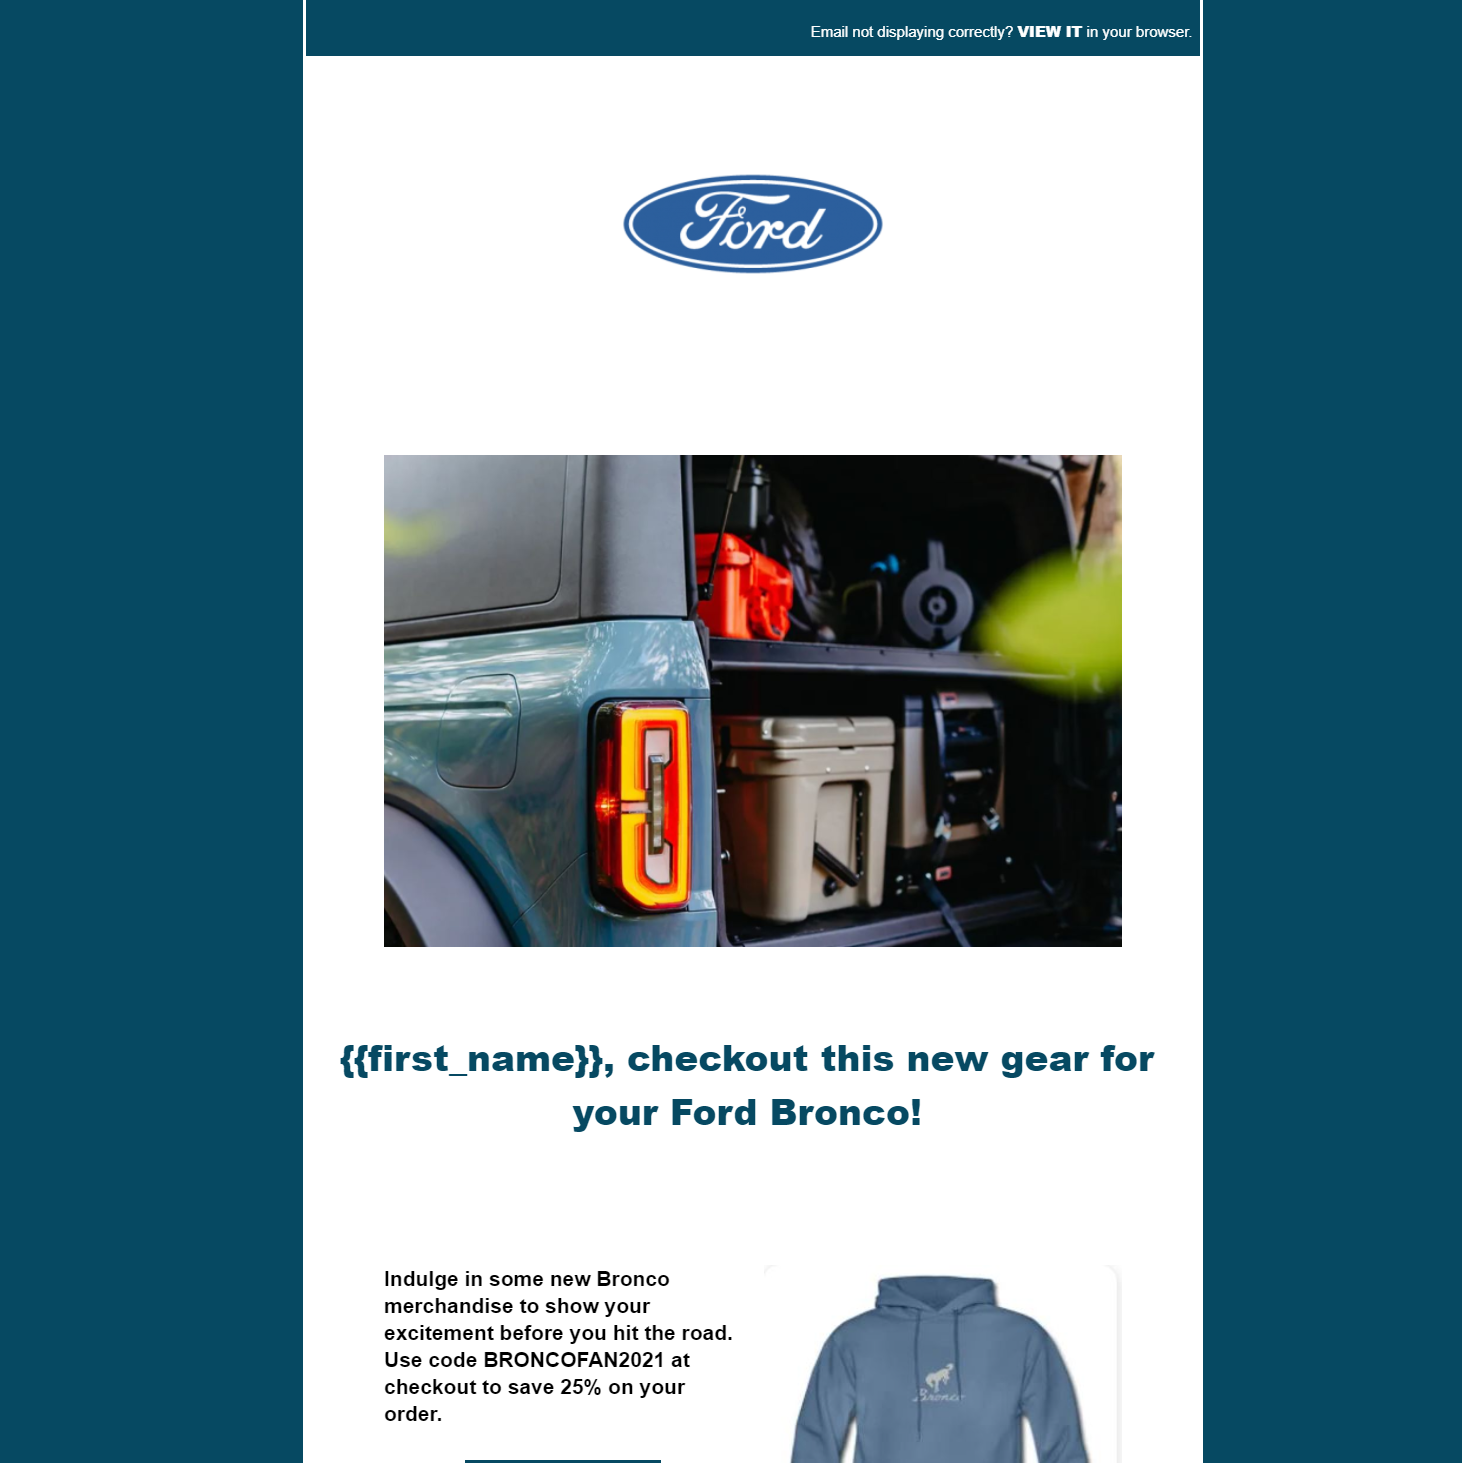 Email not displaying correctly? VIEW IT in your browser.
Ford
{{first_name}}, checkout this new gear for
your Ford Bronco!
Indulge in some new Bronco
merchandise to show your
excitement before you hit the road.
Use code BRONCOFAN2021 at
checkout to save 25% on your
order.
Bronco